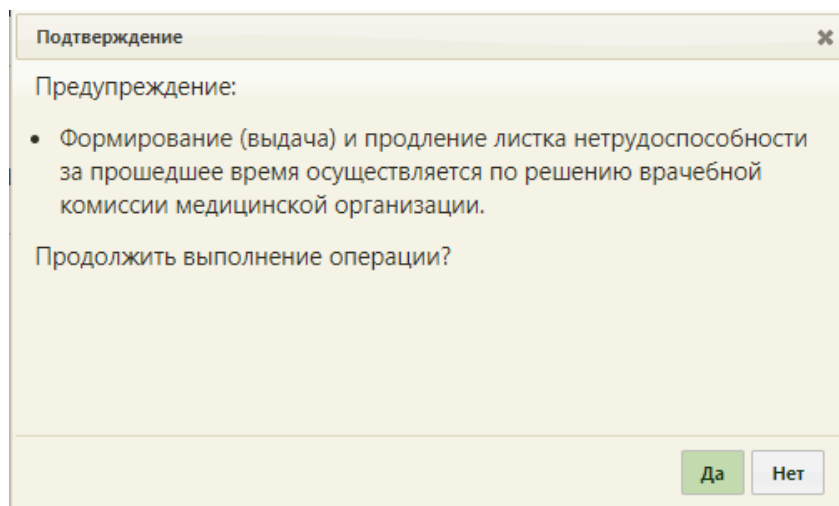 Подтверждение
Предупреждение:
• Формирование (выдача) и продление листка нетрудоспособности
за прошедшее время осуществляется по решению врачебной
комиссии медицинской организации.
Продолжить выполнение операции?
Да Нет